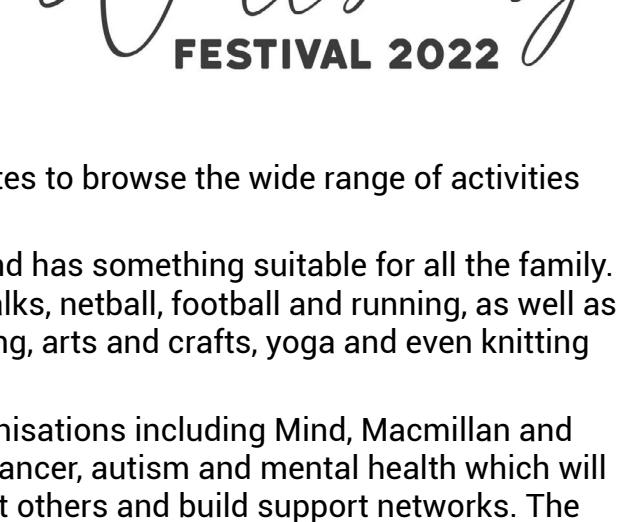 FESTIVAL 2022
tes to browse the wide range of activities
nd has something suitable for all the family.
alks, netball, football and running, as well as
ng, arts and crafts, yoga and even knitting
nisations including Mind, Macmillan and
ancer, autism and mental health which will
t others and build support networks. The